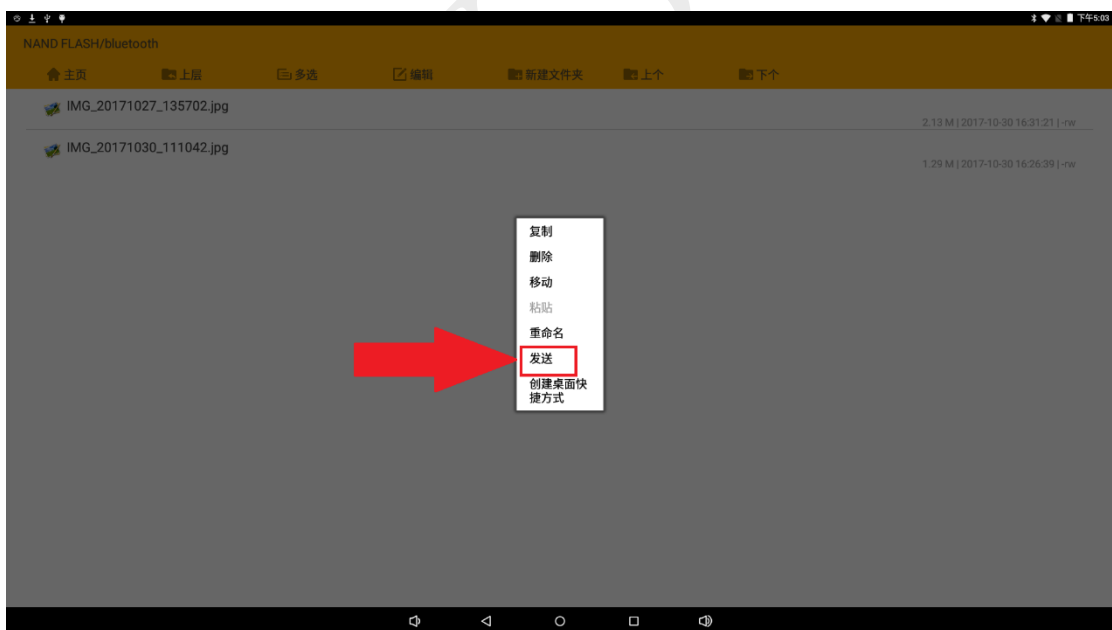 下午5:03
NAND FLASH/bluetooth
主页 上层 多选 编辑 新建文件夹 上个 下个
IMG_20171027_135702.jpg
2.13 M | 2017-10-30 16:31:21 | -rw
IMG_20171030_111042.jpg
1.29 M | 2017-10-30 16:26:39 | -rw
复制
删除
移动
粘贴
重命名
发送
创建桌面快
捷方式